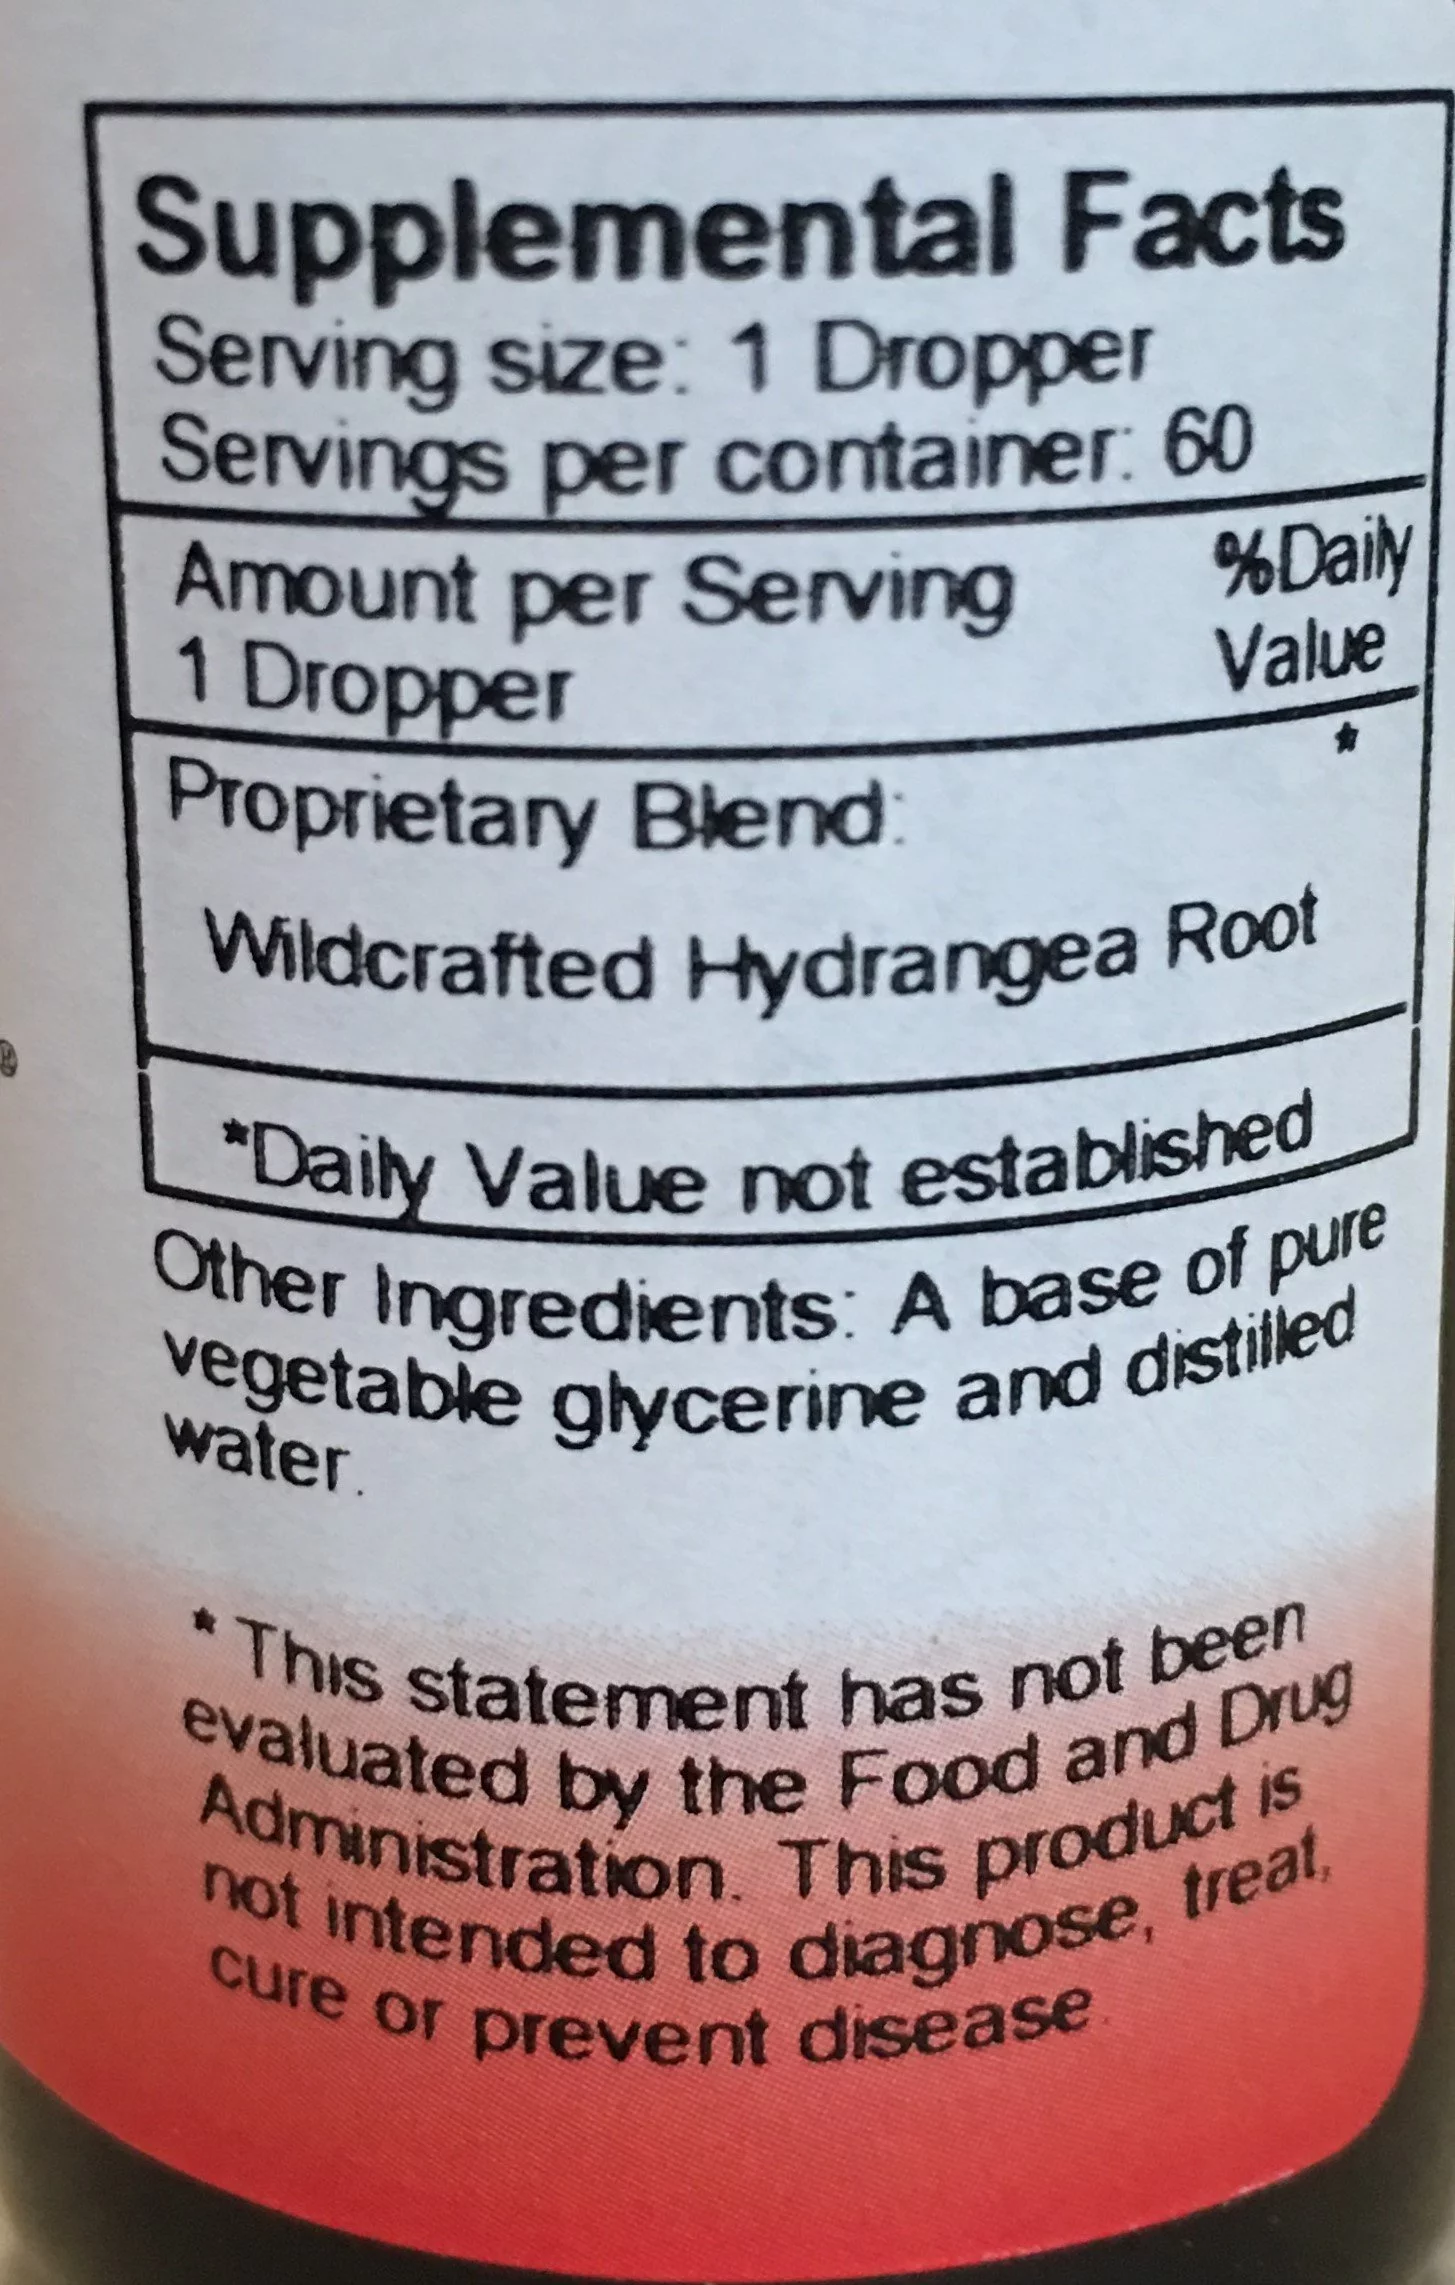 Supplemental Facts
Serving size: 1 Dropper
Servings per container: 60
Amount per Serving %Daily
1 Dropper Value
*
Proprietary Blend:
Wildcrafted Hydrangea Root
*Daily Value not established
Other Ingredients: A base of pure
vegetable glycerine and distilled
water.
* This statement has not been
evaluated by the Food and Drug
Administration. This product is
not intended to diagnose, treat,
cure or prevent disease.
®